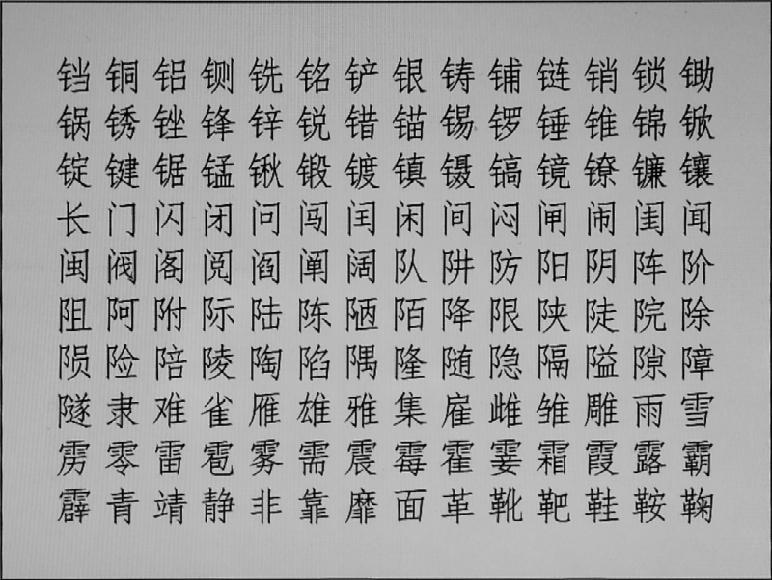 铛铜铝铡铣铭铲银铸铺链销锁锄
锅锈锉锋锌锐错锚锡锣锤锥锦锨
锭键锯锰锹锻镀镇镊镐镜镣镰镶
长门闪闭问闯闰闲间闷闸闹闺闻
闽阀阁阅阎阐阔队阱防阳阴阵阶
阻阿附际陆陈陋陌降限陕陡院除
陨险陪陵陶陷隅隆随隐隔隘隙障
隧隶难雀雁雄雅集雇雌雏雕雨雪
雳零雷雹雾需震霉霍霎霜霞露霸
霹青靖静非靠靡面革靴靶鞋鞍鞠